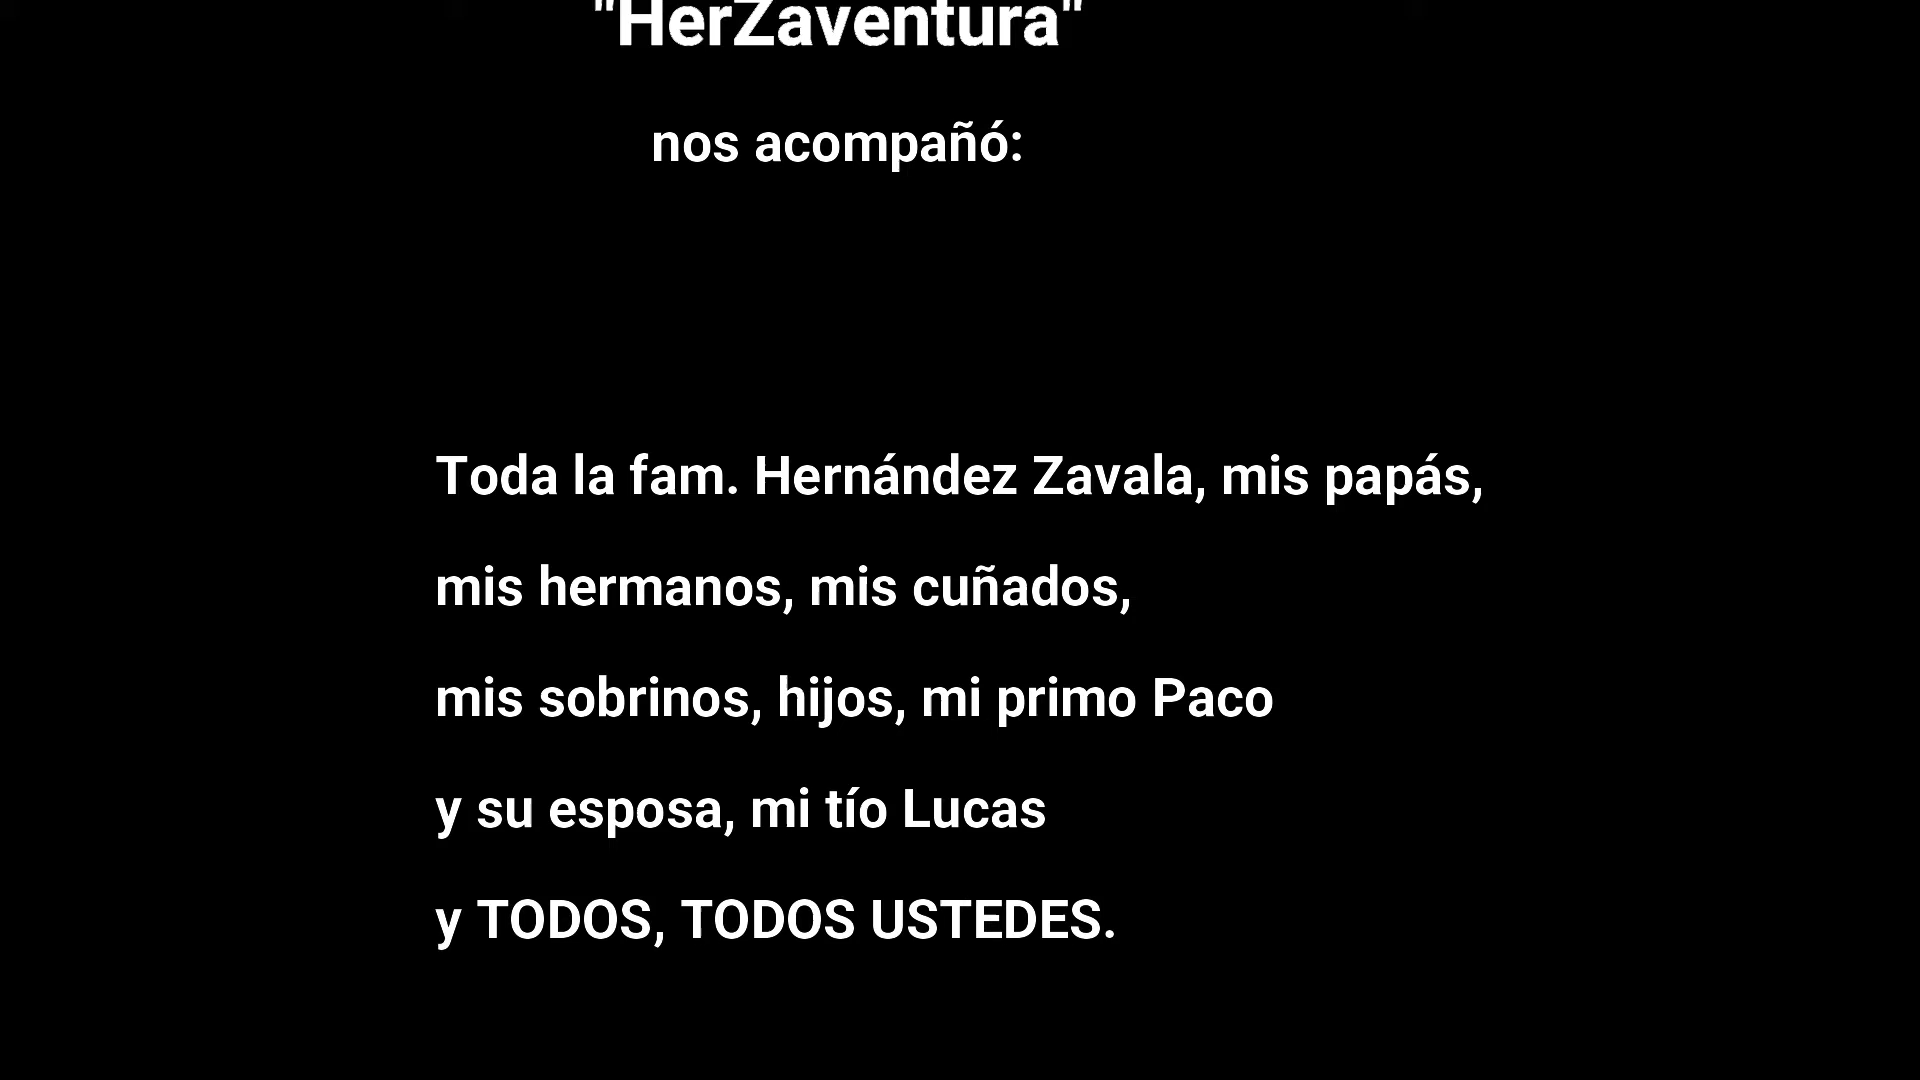 "HerZaventura"
nos acompañó:
Toda la fam. Hernández Zavala, mis papás,
mis hermanos, mis cuñados,
mis sobrinos, hijos, mi primo Paco
y su esposa, mi tío Lucas
y TODOS, TODOS USTEDES.